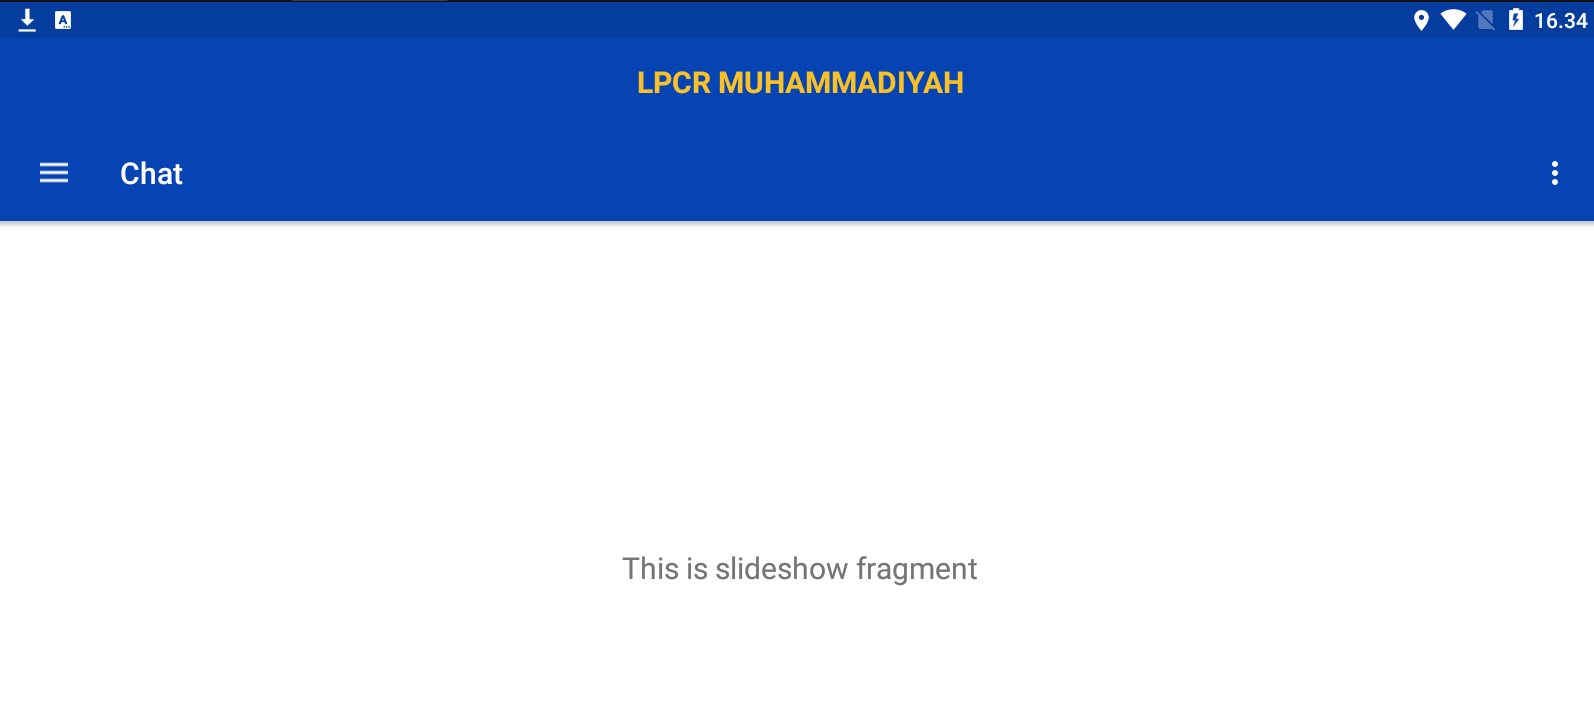 16.34
LPCR MUHAMMADIYAH
Chat
This is slideshow fragment